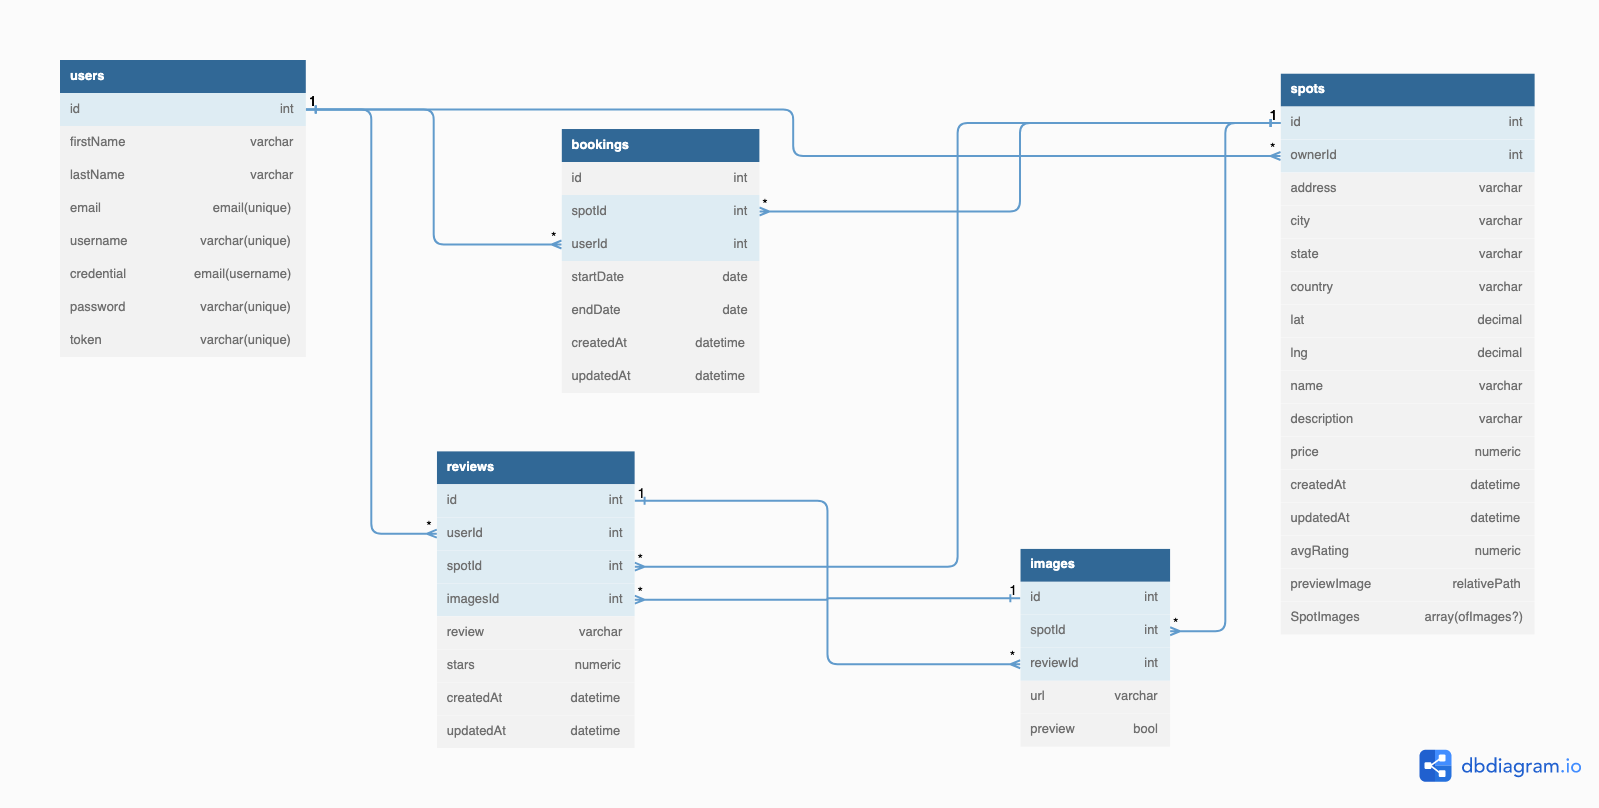 users
id int
firstName varchar
lastName varchar
email email(unique)
username varchar(unique)
credential email(username)
password varchar(unique)
token varchar(unique)
1
bookings
id int
spotId int
userId int
startDate date
endDate date
createdAt datetime
updatedAt datetime
*
*
spots
id int
ownerId int
address varchar
city varchar
state varchar
country varchar
lat decimal
lng decimal
name varchar
description varchar
price numeric
createdAt datetime
updatedAt datetime
avgRating numeric
previewImage relativePath
SpotImages array(ofImages?)
1
*
reviews
id int
userId int
spotId int
imagesId int
review varchar
stars numeric
createdAt datetime
updatedAt datetime
1
*
*
*
images
id int
spotId int
reviewId int
url varchar
preview bool
1
*
*
dbdiagram.io